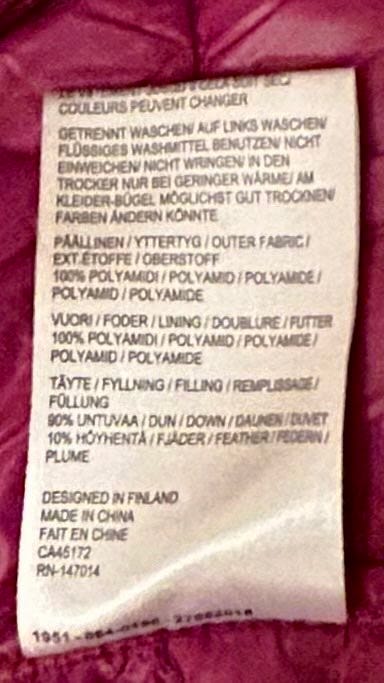 COULEURS PEUVENT CHANGER
GETRENNT WASCHEN/ AUF LINKS WASCHEN/
FLÜSSIGES WASHMITTEL BENUTZEN/ NICHT
EINWEICHEN/ NICHT WRINGEN/ IN DEN
TROCKER NUR BEI GERINGER WÄRME/ AM
KLEIDER-BÜGEL MÖGLICHST GUT TROCKNEN/
FARBEN ÄNDERN KÖNNTE
PÄÄLLINEN / YTTERTYG / OUTER FABRIC /
EXT.ÉTOFFE / OBERSTOFF
100% POLYAMIDI / POLYAMID / POLYAMIDE /
POLYAMID / POLYAMIDE
VUORI / FODER / LINING / DOUBLURE / FUTTER
100% POLYAMIDI / POLYAMID / POLYAMIDE /
POLYAMID / POLYAMIDE
TÄYTE / FYLLNING / FILLING / REMPLISSAGE /
FÜLLUNG
90% UNTUVAA / DUN / DOWN / DAUNEN / DUVET
10% HÖYHENTÄ / FJÄDER / FEATHER / FEDERN /
PLUME
DESIGNED IN FINLAND
MADE IN CHINA
FAIT EN CHINE
CA45172
RN-147014